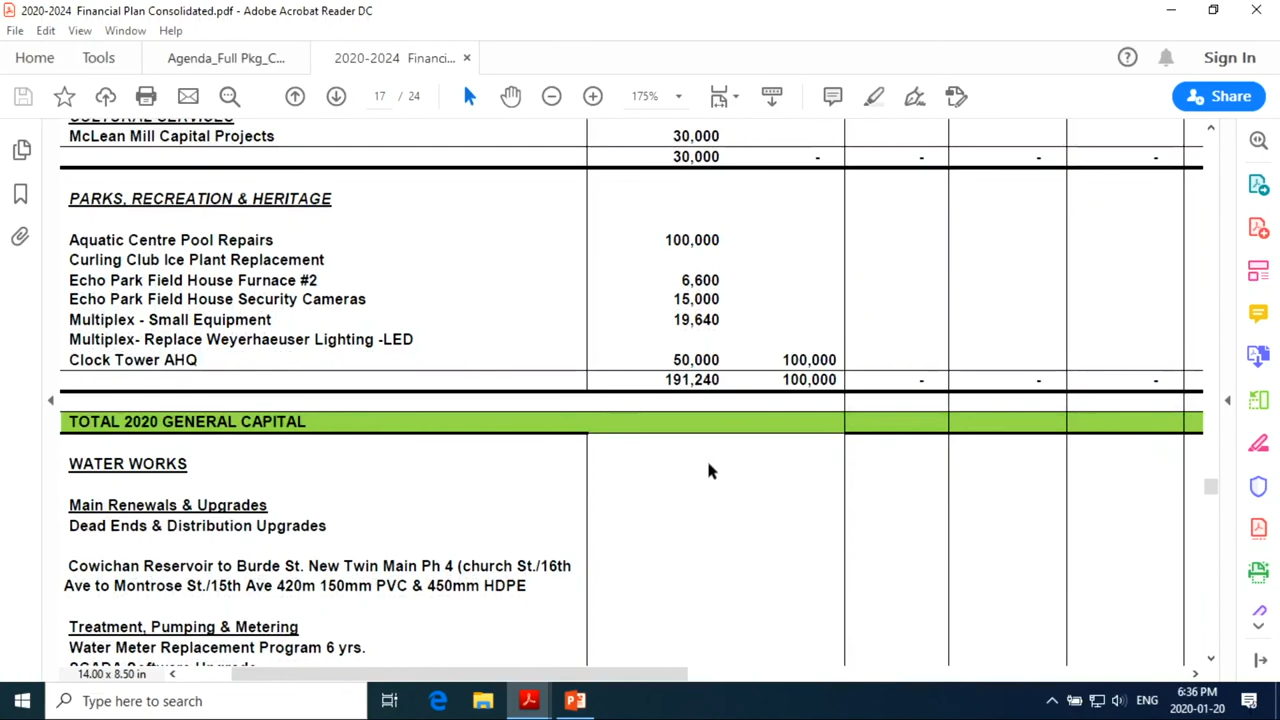 2020-2024 Financial Plan Consolidated.pdf - Adobe Acrobat Reader DC
File Edit View Window Help
Home Tools Agenda_Full Pkg_C... 2020-2024 Financi... ×
17 / 24 175%
Share
Sign In
CULTURAL SERVICES
McLean Mill Capital Projects 30,000
30,000 - - - -
PARKS, RECREATION & HERITAGE
Aquatic Centre Pool Repairs 100,000
Curling Club Ice Plant Replacement
Echo Park Field House Furnace #2 6,600
Echo Park Field House Security Cameras 15,000
Multiplex - Small Equipment 19,640
Multiplex- Replace Weyerhaeuser Lighting -LED
Clock Tower AHQ 50,000 100,000
191,240 100,000 - - -
TOTAL 2020 GENERAL CAPITAL
WATER WORKS
Main Renewals & Upgrades
Dead Ends & Distribution Upgrades
Cowichan Reservoir to Burde St. New Twin Main Ph 4 (church St./16th
Ave to Montrose St./15th Ave 420m 150mm PVC & 450mm HDPE
Treatment, Pumping & Metering
Water Meter Replacement Program 6 yrs.
SCADA Software Upgrade
14.00 x 8.50 in
Type here to search
ENG
6:36 PM
2020-01-20